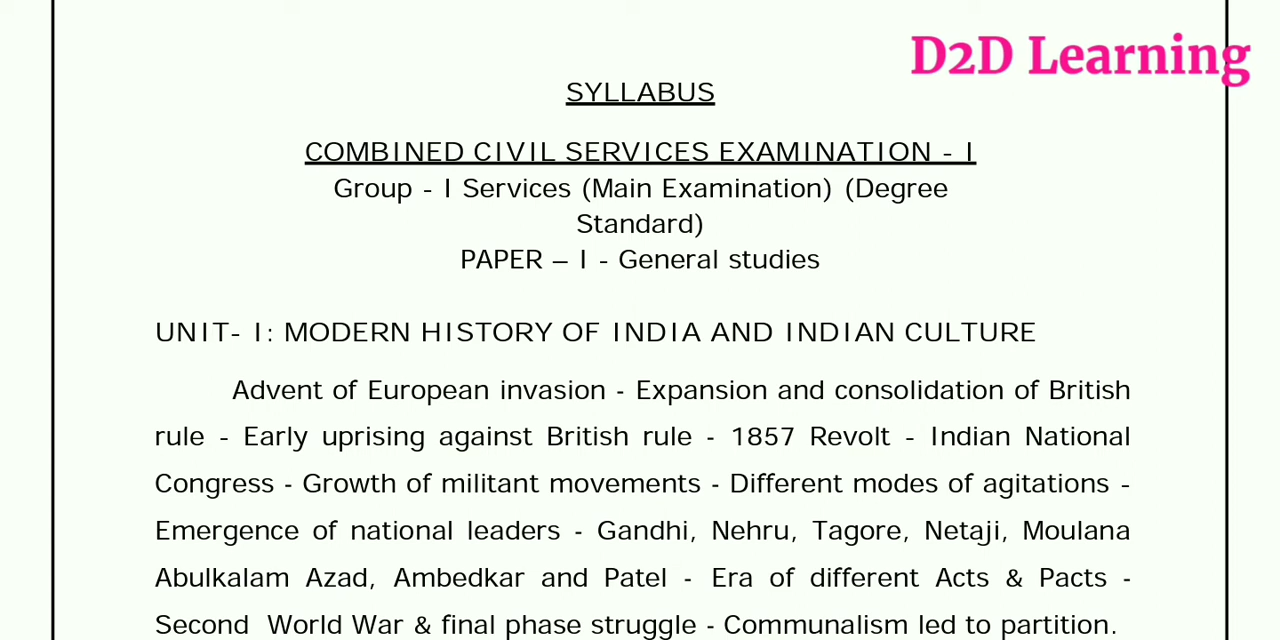 D2D Learning
SYLLABUS
COMBINED CIVIL SERVICES EXAMINATION - I
Group - I Services (Main Examination) (Degree
Standard)
PAPER – I - General studies
UNIT- I: MODERN HISTORY OF INDIA AND INDIAN CULTURE
Advent of European invasion - Expansion and consolidation of British
rule - Early uprising against British rule - 1857 Revolt - Indian National
Congress - Growth of militant movements - Different modes of agitations -
Emergence of national leaders - Gandhi, Nehru, Tagore, Netaji, Moulana
Abulkalam Azad, Ambedkar and Patel - Era of different Acts & Pacts -
Second World War & final phase struggle - Communalism led to partition.